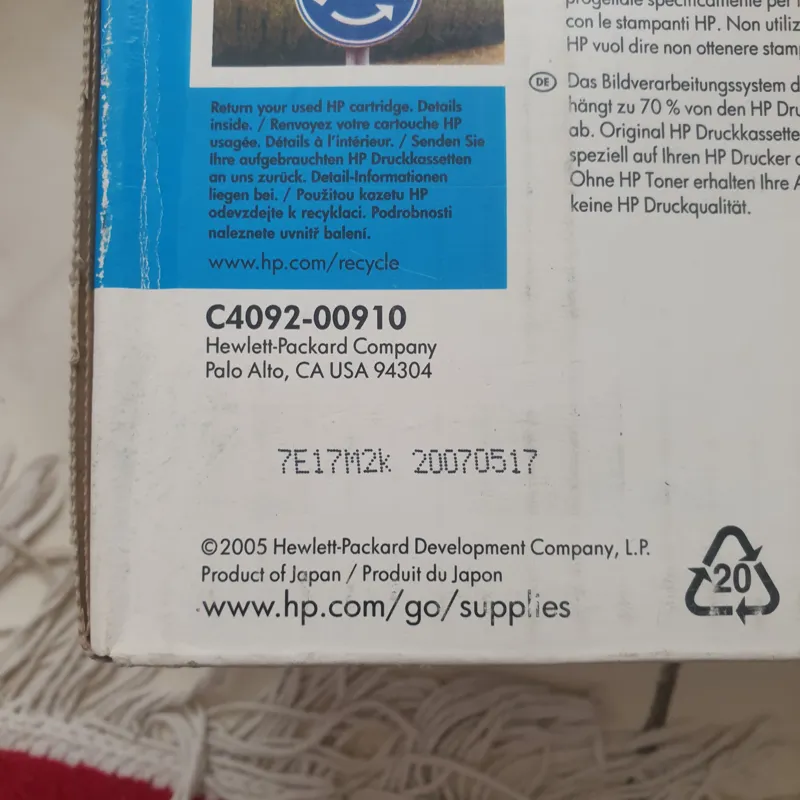 Return your used HP cartridge. Details
inside. / Renvoyez votre cartouche HP
usagée. Détails à l'intérieur. / Senden Sie
Ihre aufgebrauchten HP Druckkassetten
an uns zurück. Detail-Informationen
liegen bei. / Použitou kazetu HP
odevzdejte k recyklaci. Podrobnosti
naleznete uvnitř balení.
www.hp.com/recycle
C4092-00910
Hewlett-Packard Company
Palo Alto, CA USA 94304
7E17M2k 20070517
©2005 Hewlett-Packard Development Company, L.P.
Product of Japan / Produit du Japon
www.hp.com/go/supplies
20
progettate specificamente per
con le stampanti HP. Non utiliz
HP vuol dire non ottenere stam
DE Das Bildverarbeitungssystem
hängt zu 70 % von den HP Dru
ab. Original HP Druckkassette
speziell auf Ihren HP Drucker
Ohne HP Toner erhalten Ihre A
keine HP Druckqualität.